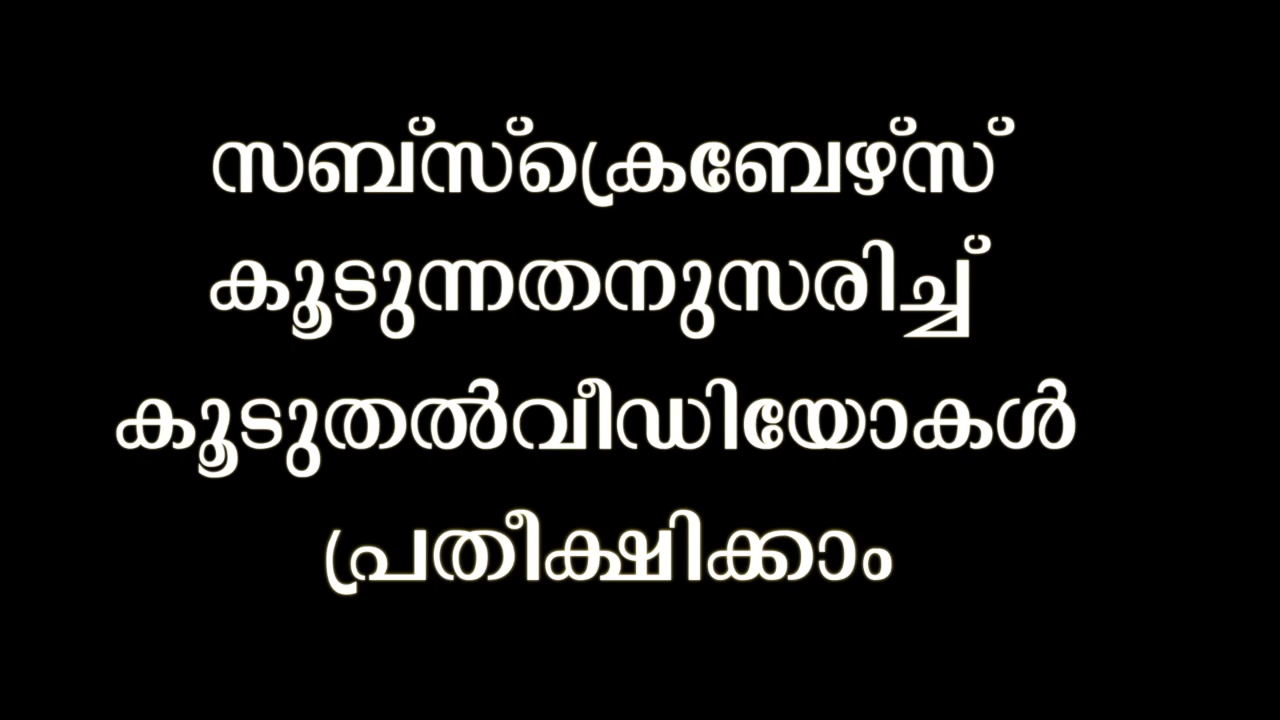 സബ്സ്ക്രെബേഴ്സ്
കൂടുന്നതനുസരിച്ച്
കൂടുതൽവീഡിയോകൾ
പ്രതീക്ഷിക്കാം